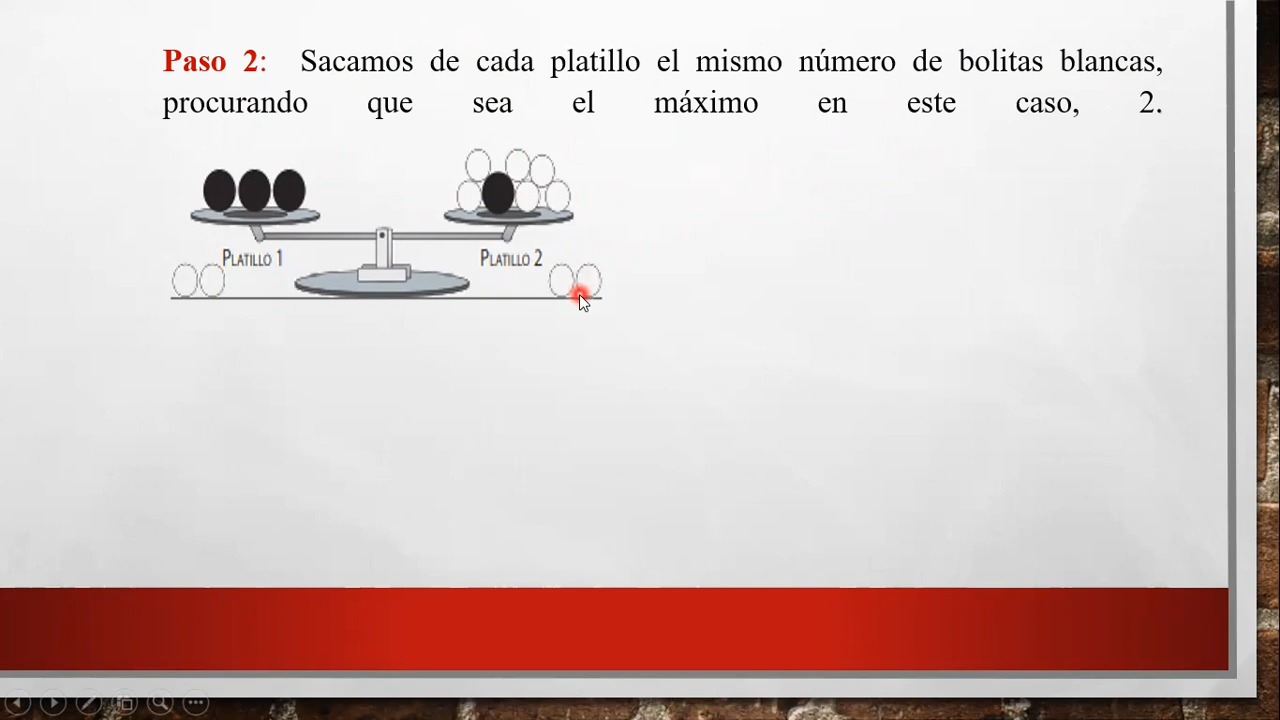 Paso 2: Sacamos de cada platillo el mismo número de bolitas blancas,
procurando que sea el máximo en este caso, 2.
PLATILLO 1
PLATILLO 2